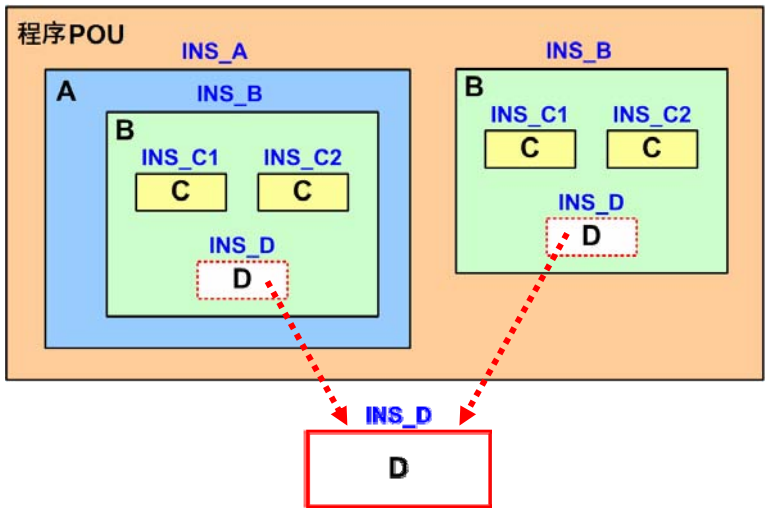 程序POU
INS_A
INS_B
A
INS_B
B
B
INS_C1
INS_C2
C
C
INS_C1
INS_C2
C
C
INS_D
D
INS_D
D
INS_D
D